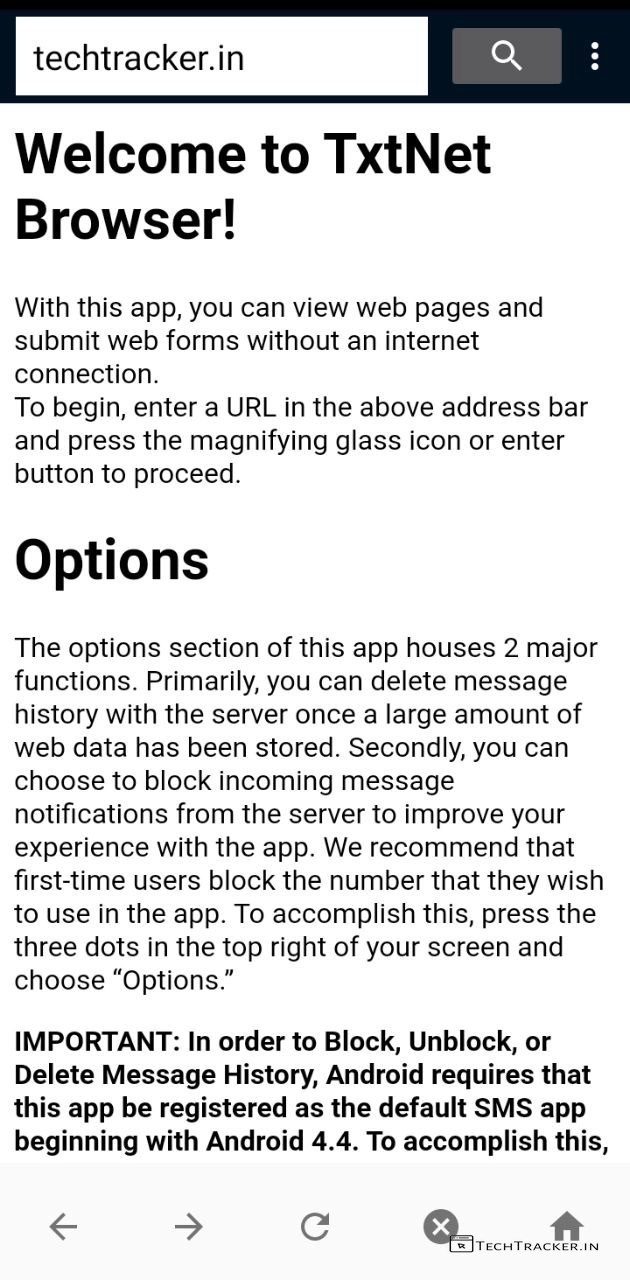 techtracker.in
Welcome to TxtNet
Browser!
With this app, you can view web pages and
submit web forms without an internet
connection.
To begin, enter a URL in the above address bar
and press the magnifying glass icon or enter
button to proceed.
Options
The options section of this app houses 2 major
functions. Primarily, you can delete message
history with the server once a large amount of
web data has been stored. Secondly, you can
choose to block incoming message
notifications from the server to improve your
experience with the app. We recommend that
first-time users block the number that they wish
to use in the app. To accomplish this, press the
three dots in the top right of your screen and
choose “Options.”
IMPORTANT: In order to Block, Unblock, or
Delete Message History, Android requires that
this app be registered as the default SMS app
beginning with Android 4.4. To accomplish this,
TECHTRACKER.IN